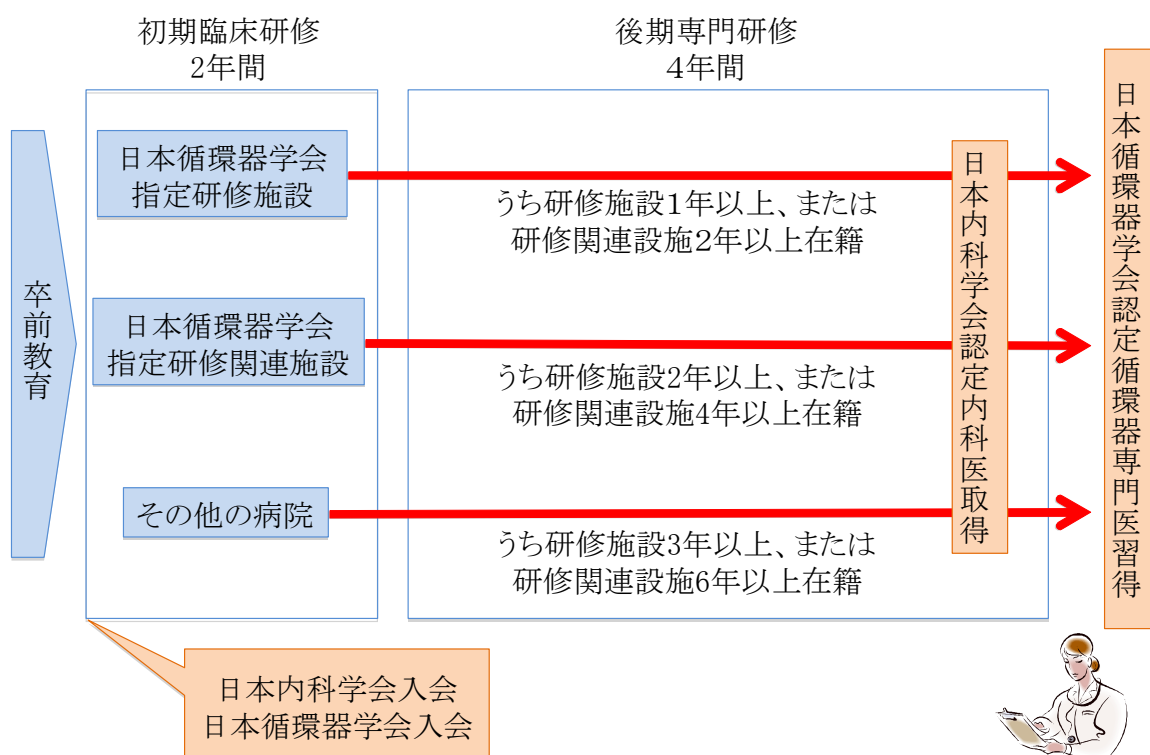 初期臨床研修
2年間
後期専門研修
４年間
卒前教育
日本循環器学会
指定研修施設
うち研修施設１年以上、または
研修関連設施２年以上在籍
日本循環器学会
指定研修関連施設
うち研修施設2年以上、または
研修関連設施4年以上在籍
その他の病院
うち研修施設3年以上、または
研修関連設施6年以上在籍
日本内科学会認定内科医取得
日本循環器学会認定循環器専門医習得
日本内科学会入会
日本循環器学会入会